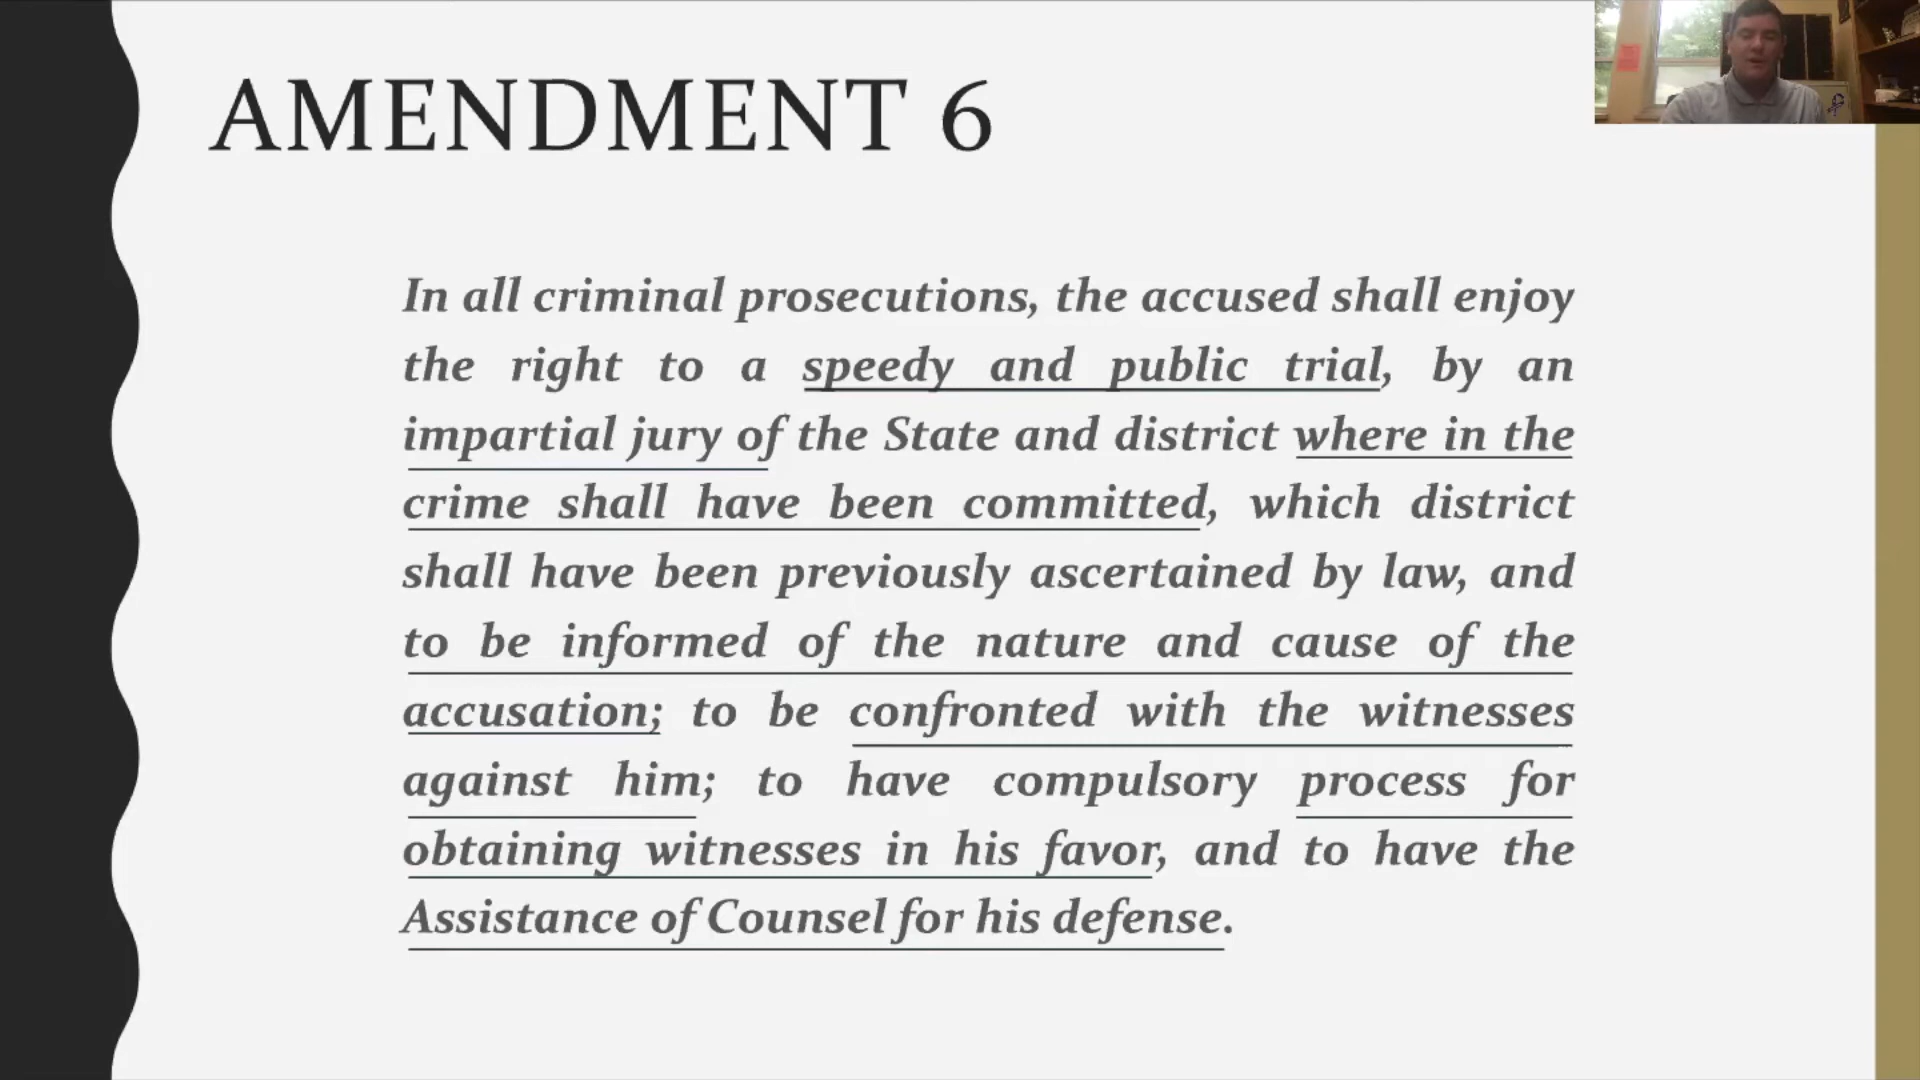 AMENDMENT 6
In all criminal prosecutions, the accused shall enjoy
the right to a speedy and public trial, by an
impartial jury of the State and district where in the
crime shall have been committed, which district
shall have been previously ascertained by law, and
to be informed of the nature and cause of the
accusation; to be confronted with the witnesses
against him; to have compulsory process for
obtaining witnesses in his favor, and to have the
Assistance of Counsel for his defense.